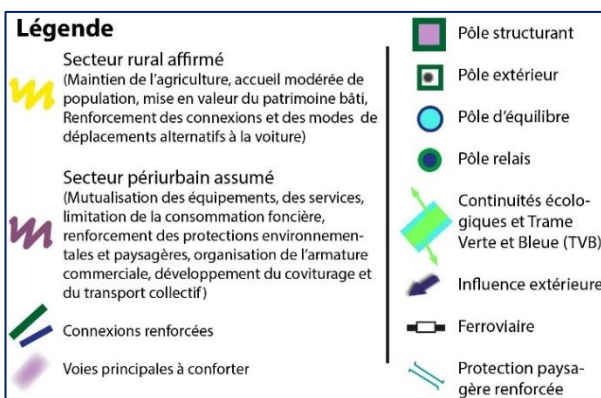 Légende
Secteur rural affirmé
(Maintien de l'agriculture, accueil modérée de
population, mise en valeur du patrimoine bâti,
Renforcement des connexions et des modes de
déplacements alternatifs à la voiture)
Secteur périurbain assumé
(Mutualisation des équipements, des services,
limitation de la consommation foncière,
renforcement des protections environnemen-
tales et paysagères, organisation de l'armature
commerciale, développement du coviturage et
du transport collectif)
Connexions renforcées
Voies principales à conforter
Pôle structurant
Pôle extérieur
Pôle d'équilibre
Pôle relais
Continuités écolo-
giques et Trame
Verte et Bleue (TVB)
Influence extérieure
Ferroviaire
Protection paysa-
gère renforcée